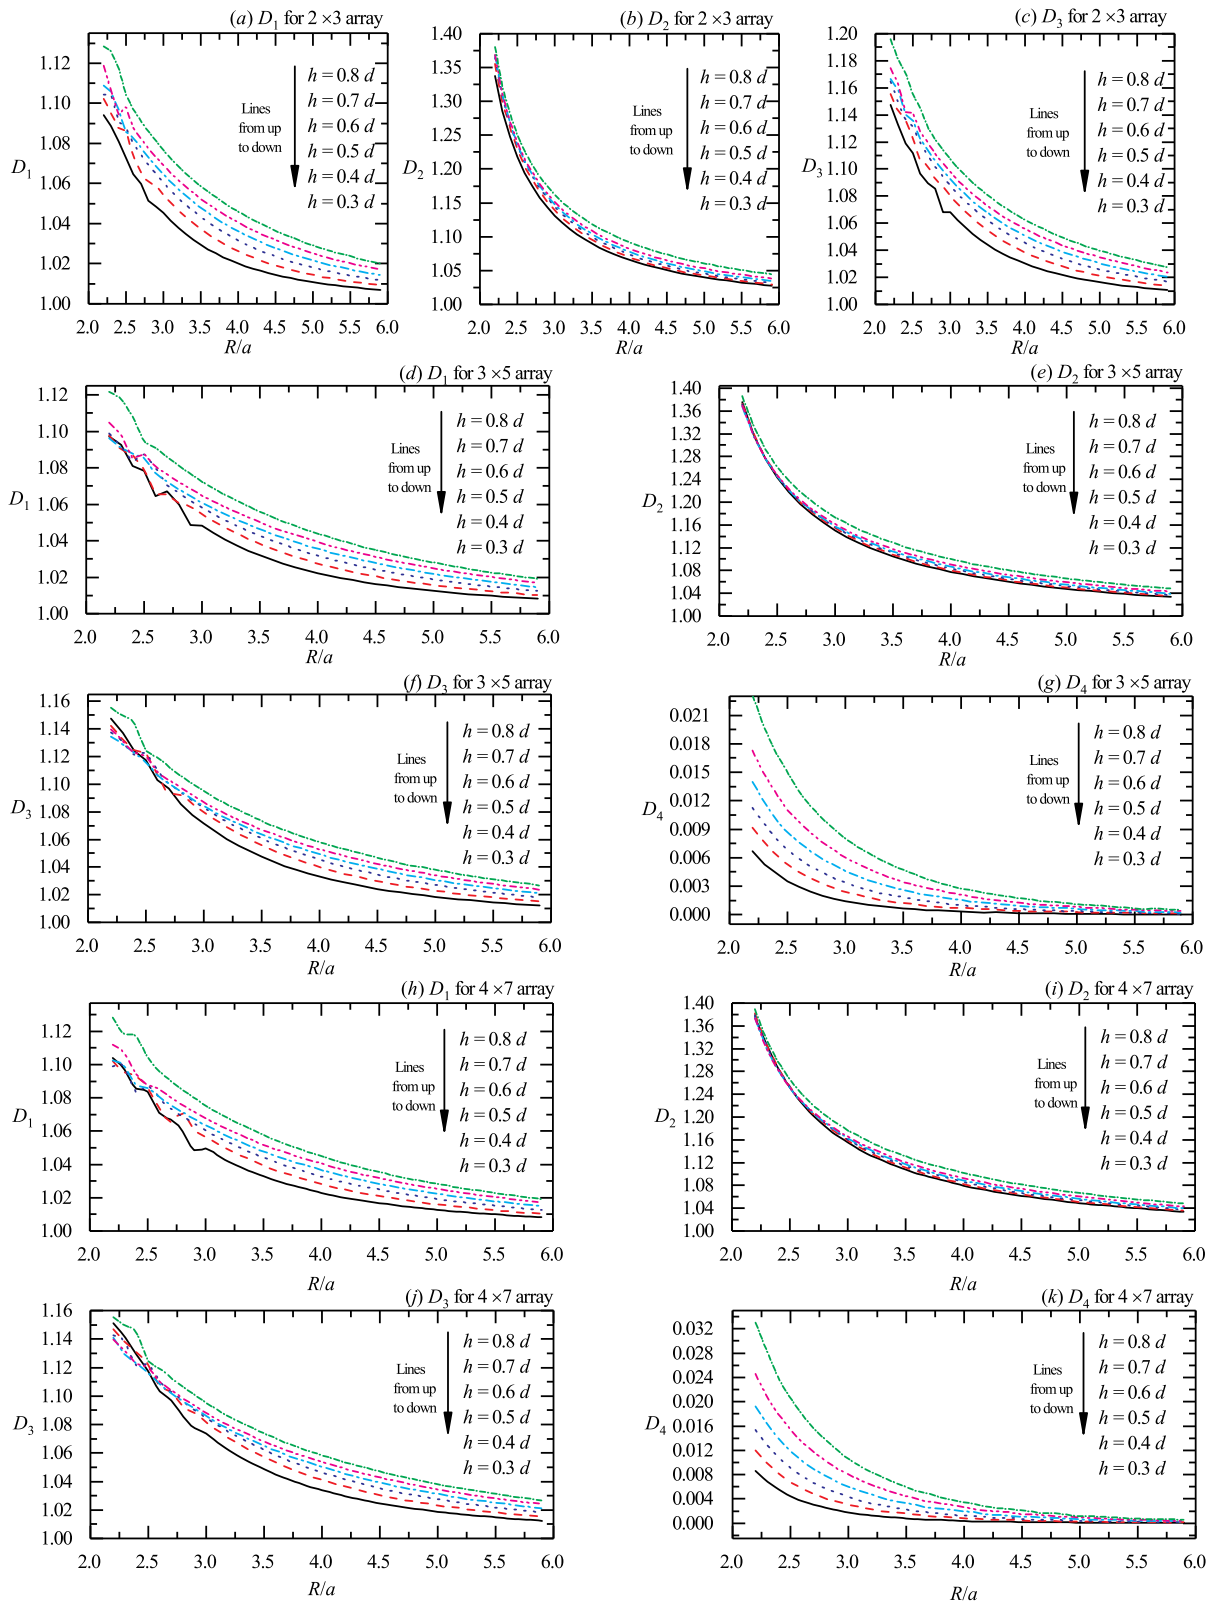 (a) D1 for 2 ×3 array
1.12
1.10
1.08
1.06
1.04
1.02
1.00
D1
Lines
from up
to down
h = 0.8 d
h = 0.7 d
h = 0.6 d
h = 0.5 d
h = 0.4 d
h = 0.3 d
2.0 2.5 3.0 3.5 4.0 4.5 5.0 5.5 6.0
R/a
(b) D2 for 2 ×3 array
1.40
1.35
1.30
1.25
1.20
1.15
1.10
1.05
1.00
D2
Lines
from up
to down
h = 0.8 d
h = 0.7 d
h = 0.6 d
h = 0.5 d
h = 0.4 d
h = 0.3 d
2.0 2.5 3.0 3.5 4.0 4.5 5.0 5.5 6.0
R/a
(c) D3 for 2 ×3 array
1.20
1.18
1.16
1.14
1.12
1.10
1.08
1.06
1.04
1.02
1.00
D3
Lines
from up
to down
h = 0.8 d
h = 0.7 d
h = 0.6 d
h = 0.5 d
h = 0.4 d
h = 0.3 d
2.0 2.5 3.0 3.5 4.0 4.5 5.0 5.5 6.0
R/a
(d) D1 for 3 ×5 array
1.12
1.10
1.08
1.06
1.04
1.02
1.00
D1
Lines
from up
to down
h = 0.8 d
h = 0.7 d
h = 0.6 d
h = 0.5 d
h = 0.4 d
h = 0.3 d
2.0 2.5 3.0 3.5 4.0 4.5 5.0 5.5 6.0
R/a
(e) D2 for 3 ×5 array
1.40
1.36
1.32
1.28
1.24
1.20
1.16
1.12
1.08
1.04
1.00
D2
Lines
from up
to down
h = 0.8 d
h = 0.7 d
h = 0.6 d
h = 0.5 d
h = 0.4 d
h = 0.3 d
2.0 2.5 3.0 3.5 4.0 4.5 5.0 5.5 6.0
R/a
(f) D3 for 3 ×5 array
1.16
1.14
1.12
1.10
1.08
1.06
1.04
1.02
1.00
D3
Lines
from up
to down
h = 0.8 d
h = 0.7 d
h = 0.6 d
h = 0.5 d
h = 0.4 d
h = 0.3 d
2.0 2.5 3.0 3.5 4.0 4.5 5.0 5.5 6.0
R/a
(g) D4 for 3 ×5 array
0.021
0.018
0.015
0.012
0.009
0.006
0.003
0.000
D4
Lines
from up
to down
h = 0.8 d
h = 0.7 d
h = 0.6 d
h = 0.5 d
h = 0.4 d
h = 0.3 d
2.0 2.5 3.0 3.5 4.0 4.5 5.0 5.5 6.0
R/a
(h) D1 for 4 ×7 array
1.12
1.10
1.08
1.06
1.04
1.02
1.00
D1
Lines
from up
to down
h = 0.8 d
h = 0.7 d
h = 0.6 d
h = 0.5 d
h = 0.4 d
h = 0.3 d
2.0 2.5 3.0 3.5 4.0 4.5 5.0 5.5 6.0
R/a
(i) D2 for 4 ×7 array
1.40
1.36
1.32
1.28
1.24
1.20
1.16
1.12
1.08
1.04
1.00
D2
Lines
from up
to down
h = 0.8 d
h = 0.7 d
h = 0.6 d
h = 0.5 d
h = 0.4 d
h = 0.3 d
2.0 2.5 3.0 3.5 4.0 4.5 5.0 5.5 6.0
R/a
(j) D3 for 4 ×7 array
1.16
1.14
1.12
1.10
1.08
1.06
1.04
1.02
1.00
D3
Lines
from up
to down
h = 0.8 d
h = 0.7 d
h = 0.6 d
h = 0.5 d
h = 0.4 d
h = 0.3 d
2.0 2.5 3.0 3.5 4.0 4.5 5.0 5.5 6.0
R/a
(k) D4 for 4 ×7 array
0.032
0.028
0.024
0.020
0.016
0.012
0.008
0.004
0.000
D4
Lines
from up
to down
h = 0.8 d
h = 0.7 d
h = 0.6 d
h = 0.5 d
h = 0.4 d
h = 0.3 d
2.0 2.5 3.0 3.5 4.0 4.5 5.0 5.5 6.0
R/a